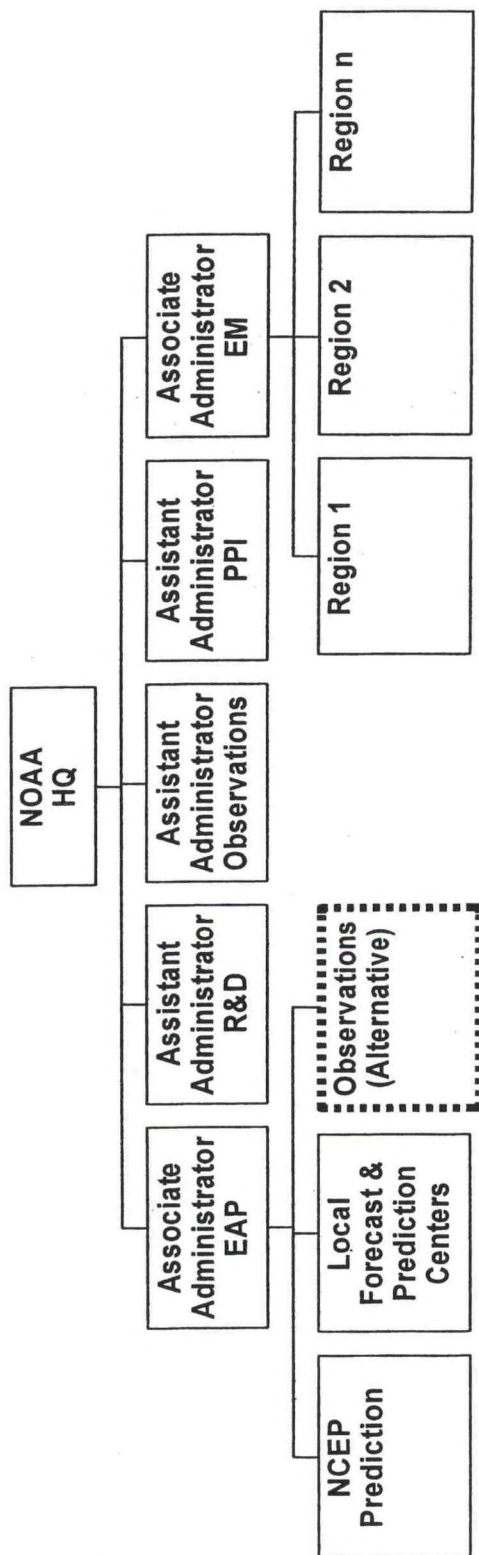 NOAA
HQ
Associate
Administrator
EAP
Assistant
Administrator
R&D
Assistant
Administrator
Observations
Assistant
Administrator
PPI
Associate
Administrator
EM
NCEP
Prediction
Local
Forecast &
Prediction
Centers
Observations
(Alternative)
Region 1
Region 2
Region n